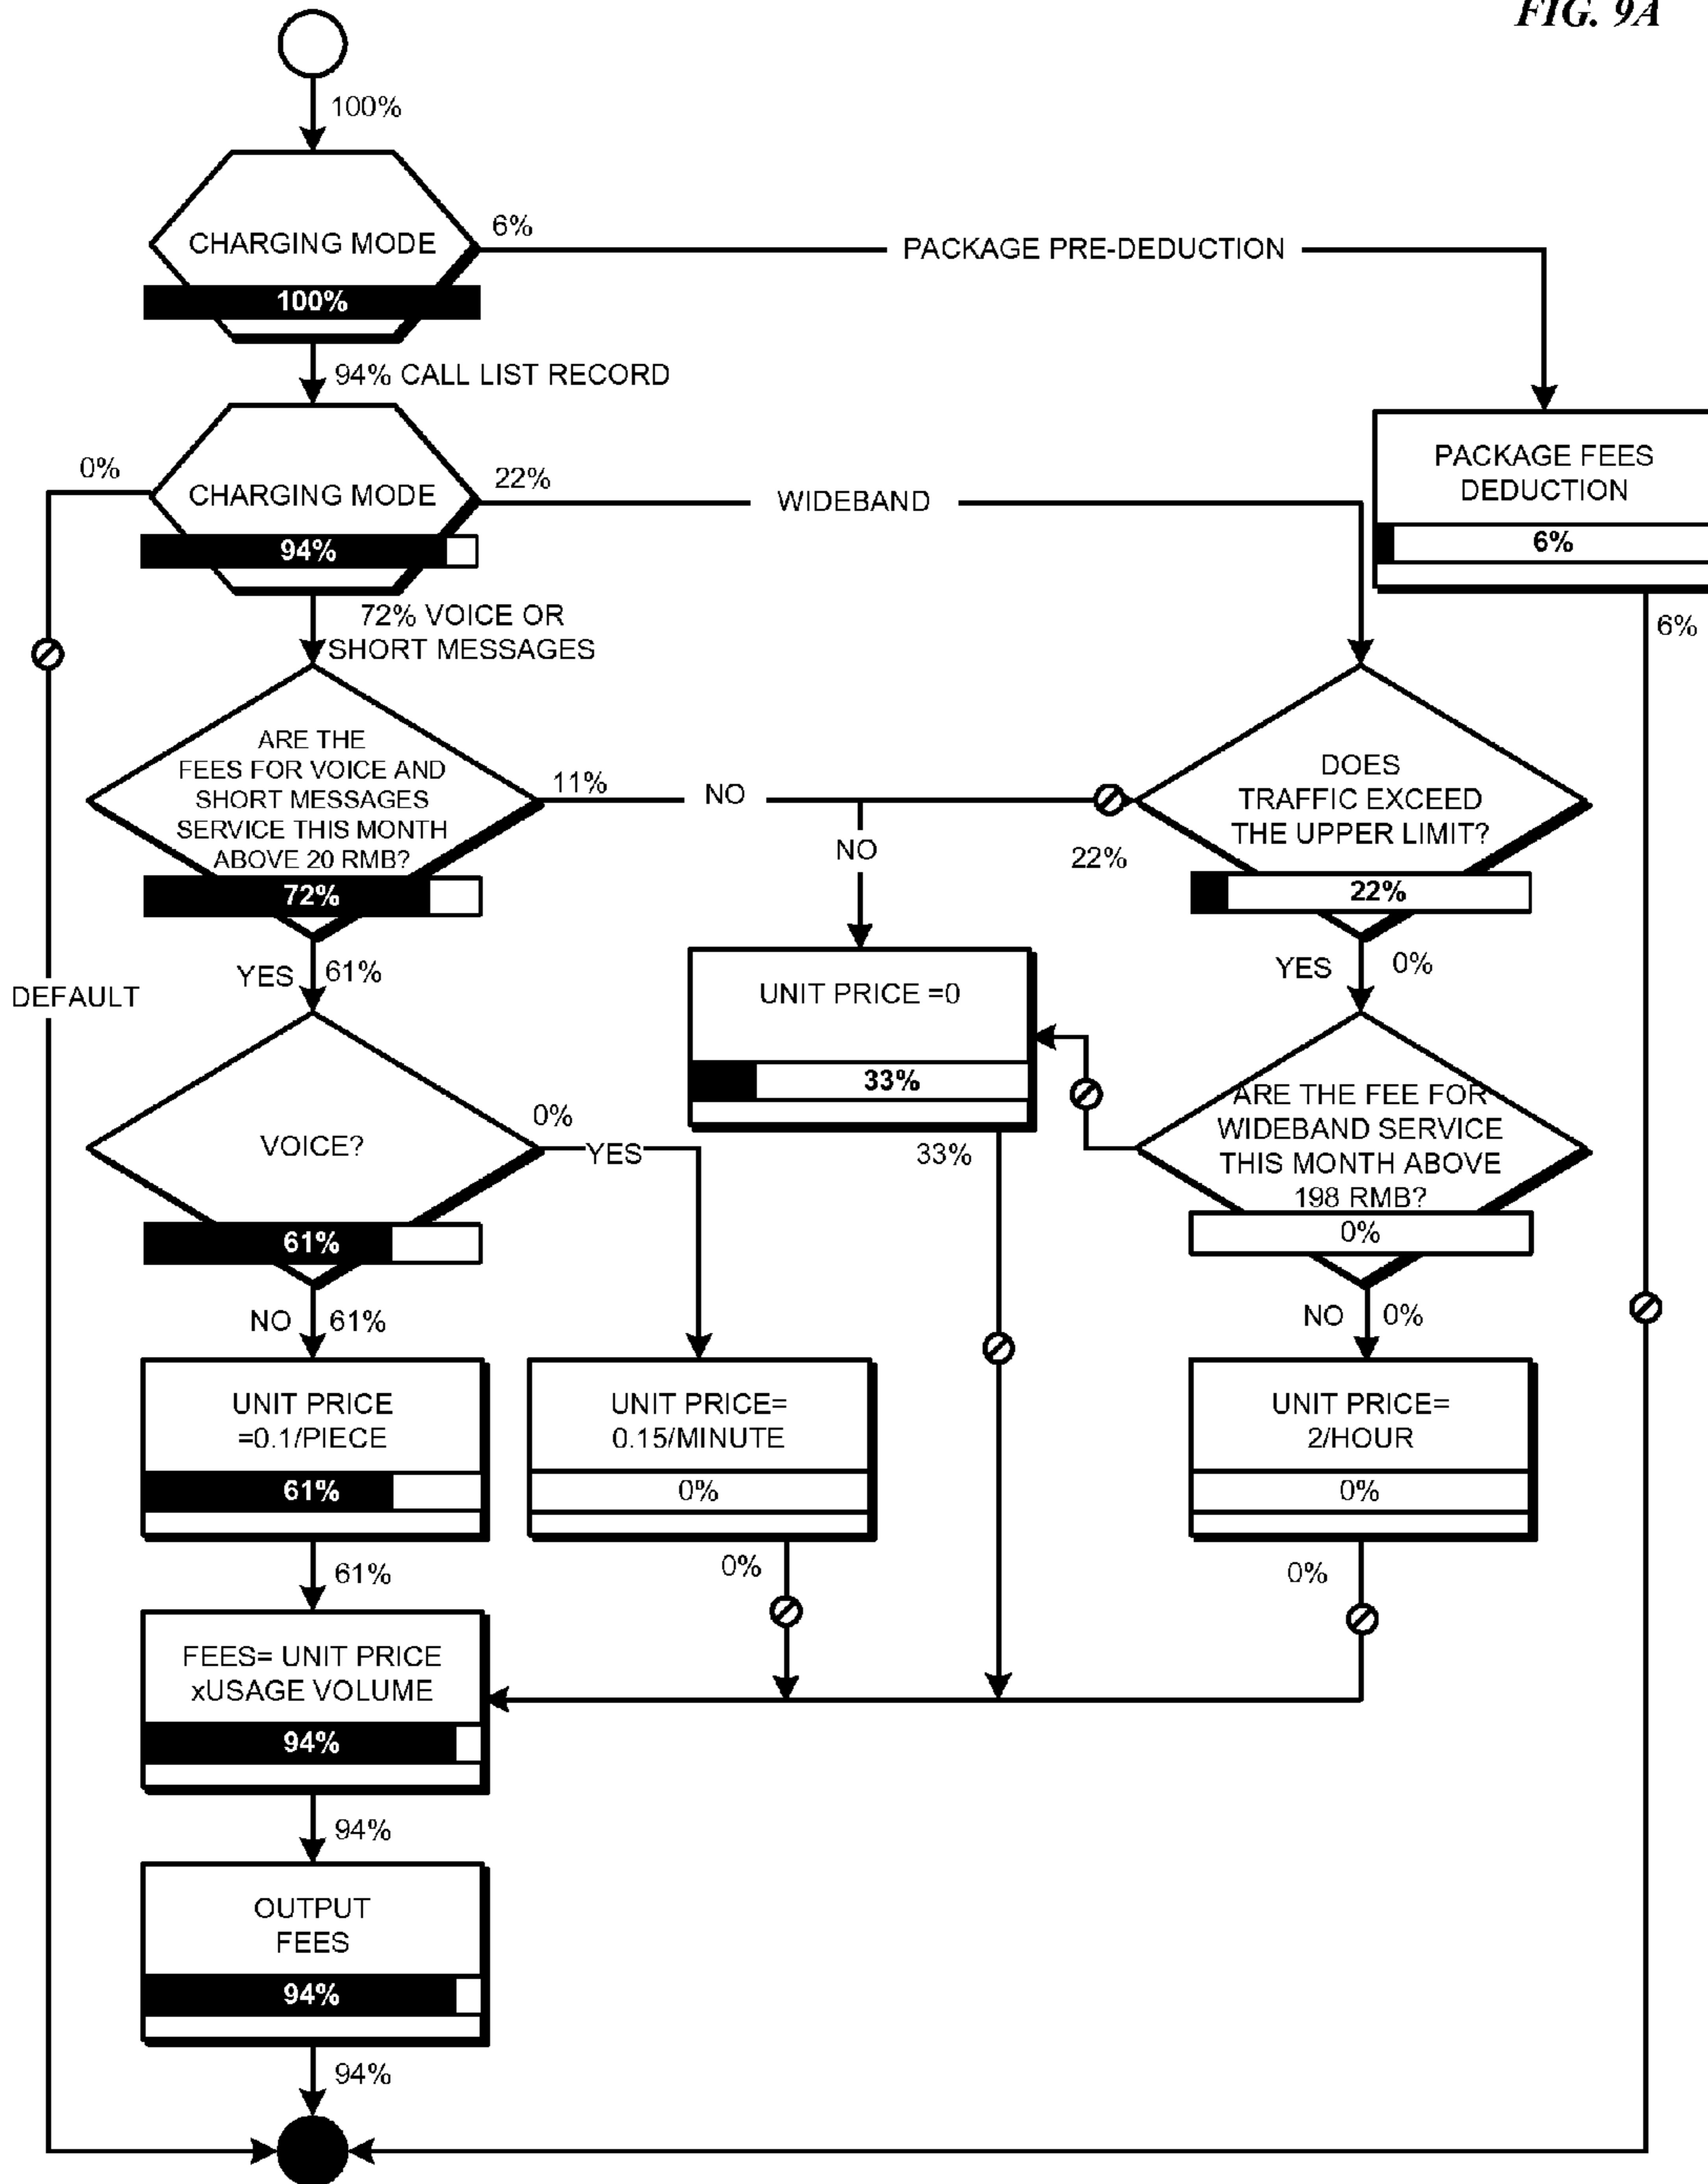 FIG. 9A
100%
CHARGING MODE
100%
6%
PACKAGE PRE-DEDUCTION
94% CALL LIST RECORD
0%
CHARGING MODE
94%
22%
WIDEBAND
PACKAGE FEES
DEDUCTION
6%
6%
72% VOICE OR
SHORT MESSAGES
ARE THE
FEES FOR VOICE AND
SHORT MESSAGES
SERVICE THIS MONTH
ABOVE 20 RMB?
72%
11%
NO
NO
22%
DOES
TRAFFIC EXCEED
THE UPPER LIMIT?
22%
YES
61%
DEFAULT
UNIT PRICE =0
33%
33%
YES
0%
VOICE?
61%
0%
YES
ARE THE FEE FOR
WIDEBAND SERVICE
THIS MONTH ABOVE
198 RMB?
0%
NO
61%
NO
0%
UNIT PRICE
=0.1/PIECE
61%
UNIT PRICE=
0.15/MINUTE
0%
UNIT PRICE=
2/HOUR
0%
61%
0%
0%
FEES= UNIT PRICE
xUSAGE VOLUME
94%
94%
OUTPUT
FEES
94%
94%